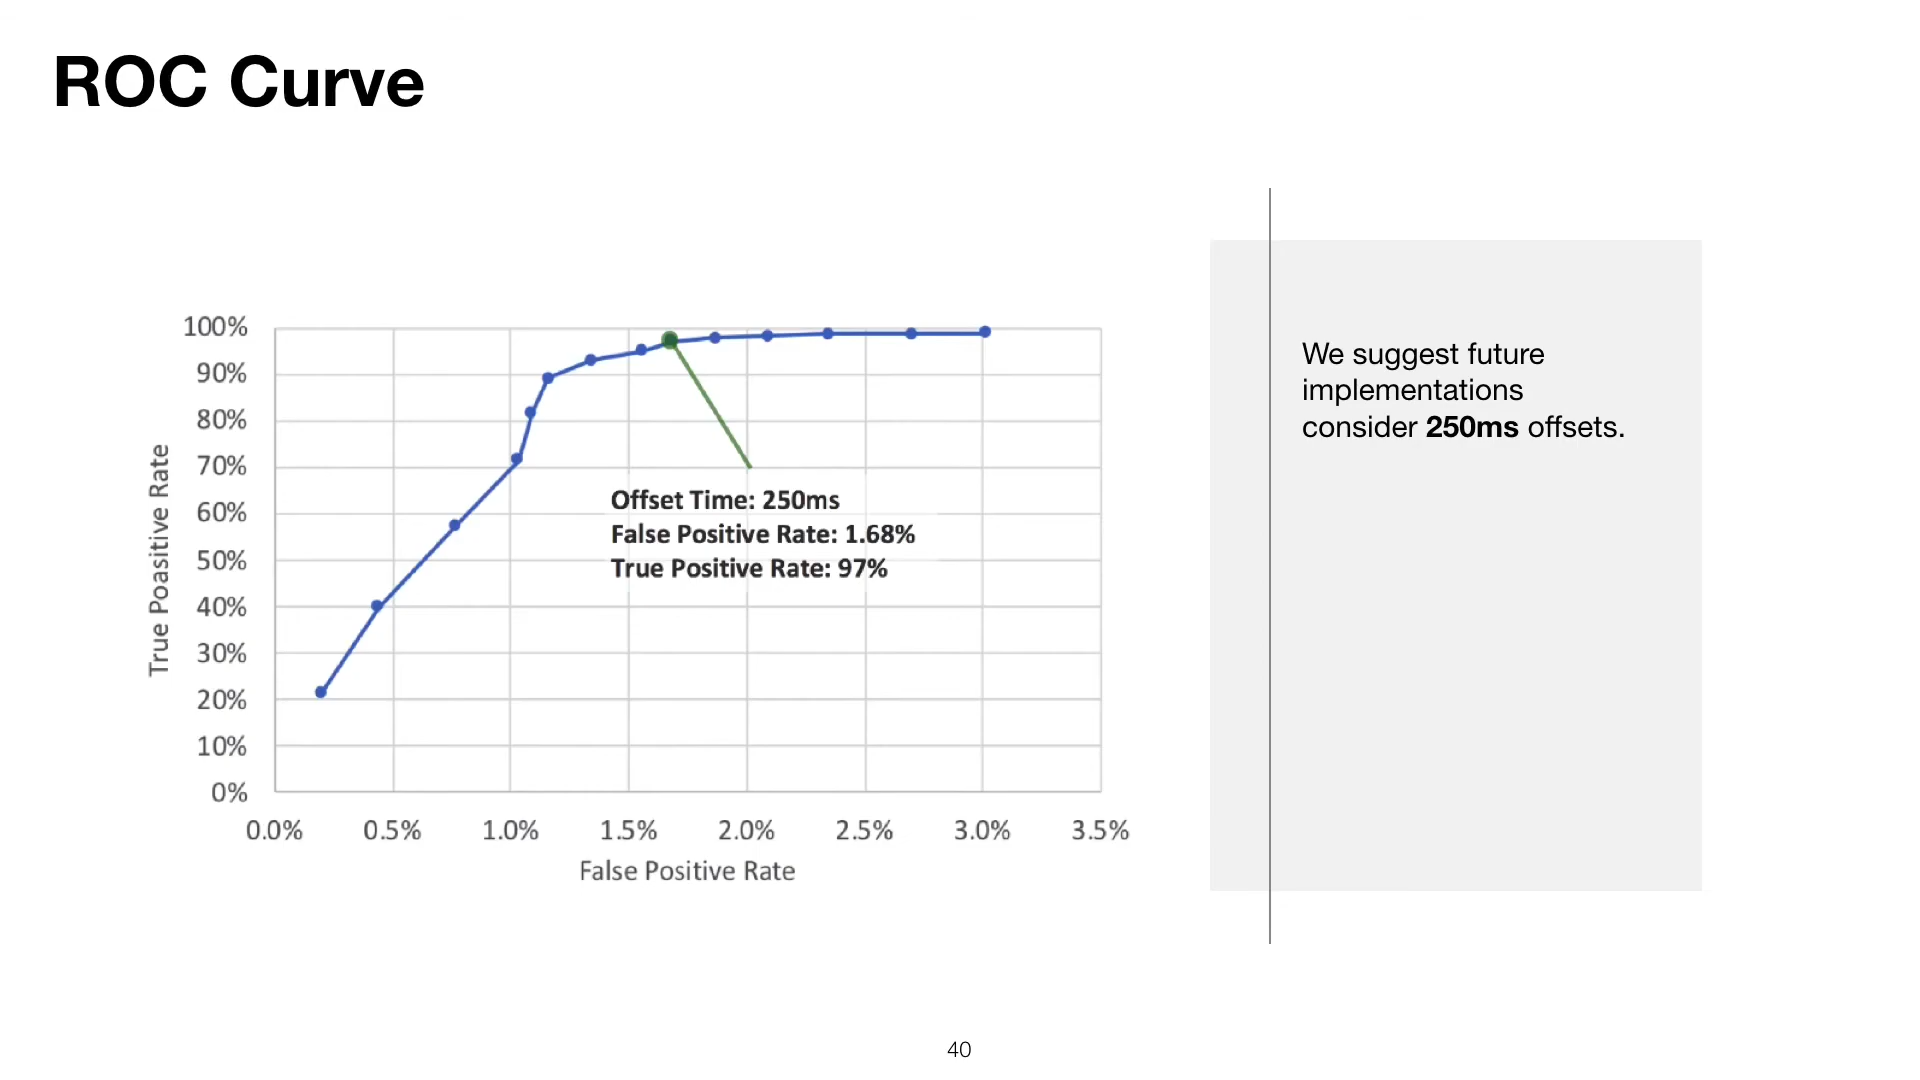 ROC Curve
100%
90%
80%
70%
60%
50%
40%
30%
20%
10%
0%
True Poasitive Rate
0.0% 0.5% 1.0% 1.5% 2.0% 2.5% 3.0% 3.5%
False Positive Rate
Offset Time: 250ms
False Positive Rate: 1.68%
True Positive Rate: 97%
We suggest future
implementations
consider 250ms offsets.
40